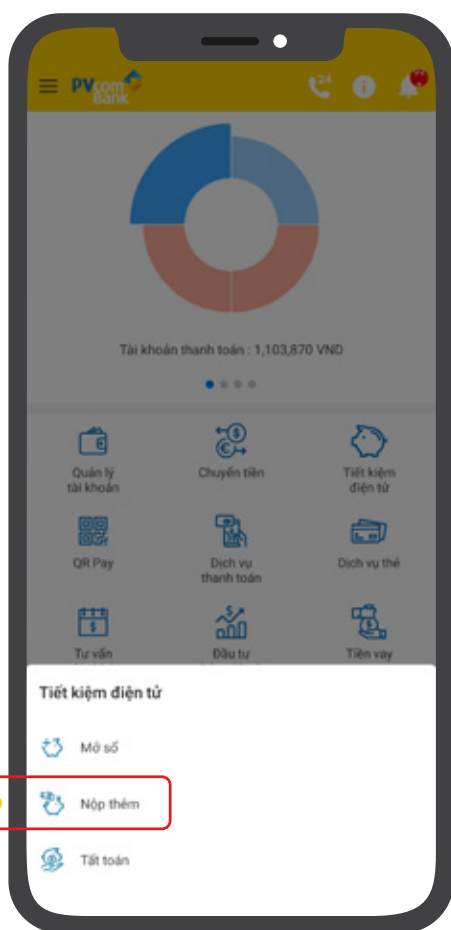 PVcom
Bank
24
Tài khoản thanh toán : 1,103,870 VND
Quản lý
tài khoản
Chuyển tiền
Tiết kiệm
điện tử
QR Pay
Dịch vụ
thanh toán
Dịch vụ thẻ
Tư vấn
Đầu tư
Tiền vay
Tiết kiệm điện tử
Mở sổ
Nộp thêm
Tất toán